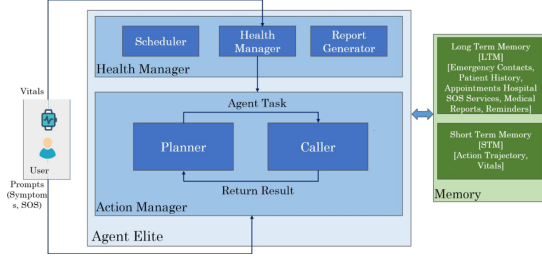 Scheduler
Health
Manager
Report
Generator
Health Manager
Vitals
User
Prompts
(Symptom
s, SOS)
Agent Task
Planner
Caller
Return Result
Action Manager
Agent Elite
Long Term Memory
[LTM]
[Emergency Contacts,
Patient History,
Appointments Hospital
SOS Services, Medical
Reports, Reminders]
Short Term Memory
[STM]
[Action Trajectory,
Vitals]
Memory